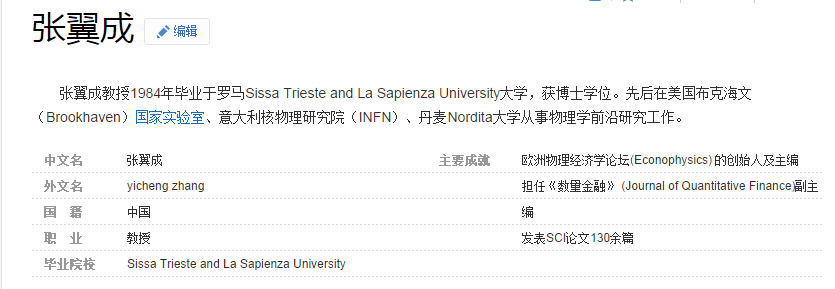 张翼成 编辑
张翼成教授1984年毕业于罗马Sissa Trieste and La Sapienza University大学，获博士学位。先后在美国布克海文
（Brookhaven）国家实验室、意大利核物理研究院（INFN）、丹麦Nordita大学从事物理学前沿研究工作。
中文名 张翼成 主要成就 欧洲物理经济学论坛(Econophysics) 的创始人及主编
外文名 yicheng zhang 担任《数量金融》 (Journal of Quantitative Finance)副主
国 籍 中国 编
职 业 教授 发表SCI论文130余篇
毕业院校 Sissa Trieste and La Sapienza University